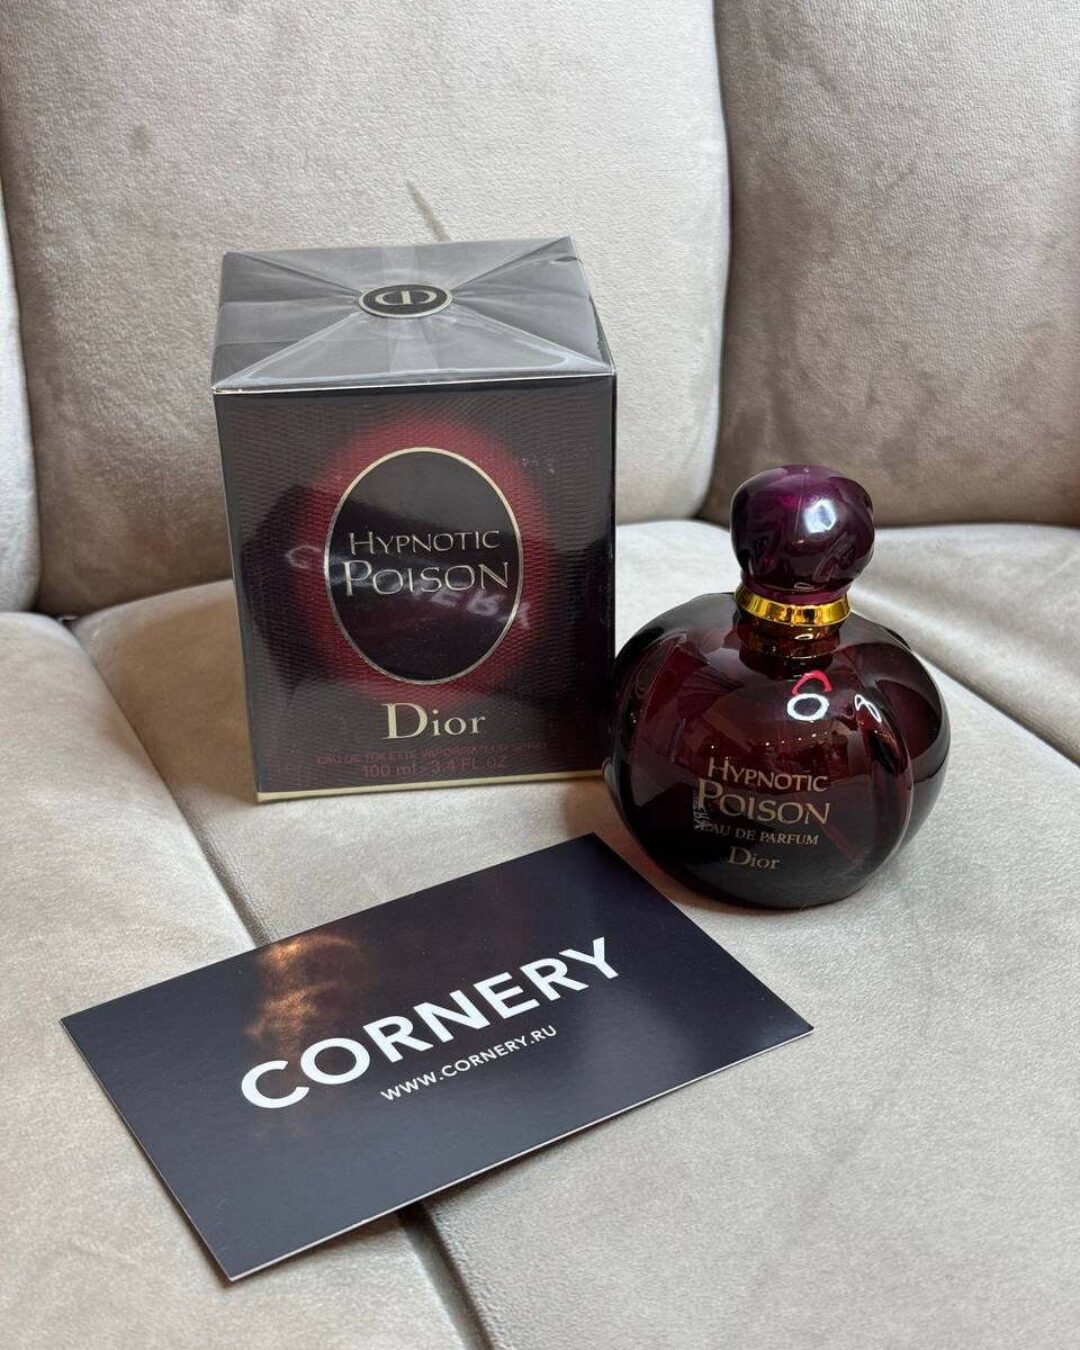 HYPNOTIC
POISON
Dior
EAU DE TOILETTE VAPORISATEUR SPRAY
100 ml - 3.4 FL. OZ
HYPNOTIC
POISON
EAU DE PARFUM
Dior
CORNERY
WWW.CORNERY.RU